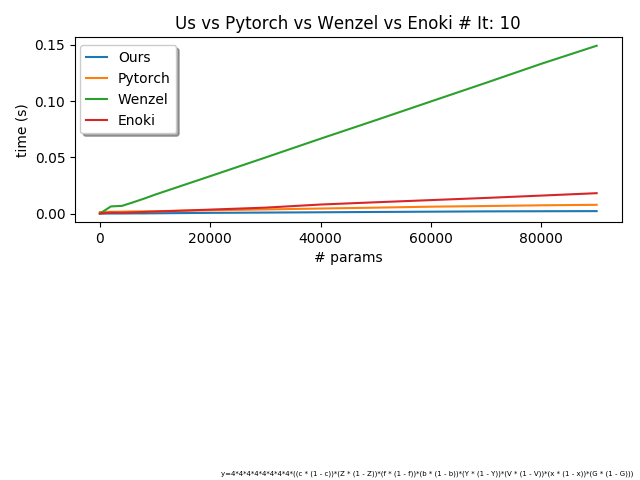 Us vs Pytorch vs Wenzel vs Enoki # It: 10
0.15
0.10
0.05
0.00
time (s)
Ours
Pytorch
Wenzel
Enoki
0 20000 40000 60000 80000
# params
y=4*4*4*4*4*4*4*4*((c * (1 - c))*(Z * (1 - Z))*(f * (1 - f))*(b * (1 - b))*(Y * (1 - Y))*(V * (1 - V))*(x * (1 - x))*(G * (1 - G)))